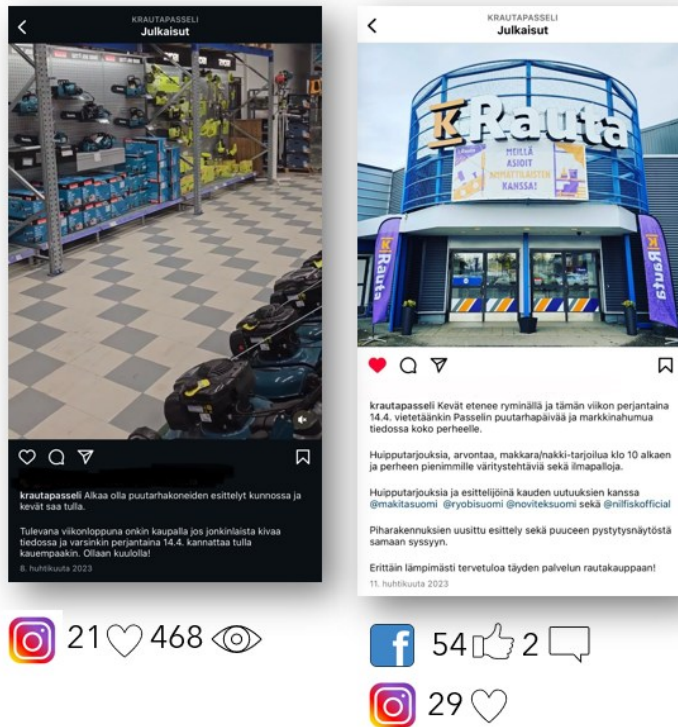 KRAUTAPASSELI
Julkaisut
krautapasseli Alkaa olla puutarhakoneiden esittelyt kunnossa ja
kevät saa tulla.
Tulevana viikonloppuna onkin kaupalla jos jonkinlaista kivaa
tiedossa ja varsinkin perjantaina 14.4. kannattaa tulla
kauempaakin. Ollaan kuulolla!
8. huhtikuuta 2023
21 468
KRAUTAPASSELI
Julkaisut
K Rauta
MEILLÄ
ASIOIT
AMMATTILAISTEN
KANSSA!
K Rauta
K Rauta
krautapasseli Kevät etenee ryminällä ja tämän viikon perjantaina
14.4. vietetäänkin Passelin puutarhapäivää ja markkinahumua
tiedossa koko perheelle.
Huipputarjouksia, arvontaa, makkara/nakki-tarjoilua klo 10 alkaen
ja perheen pienimmille väritystehtäviä sekä ilmapalloja.
Huipputarjouksia ja esittelijöinä kauden uutuuksien kanssa
@makitasuomi @ryobisuomi @noviteksuomi sekä @nilfiskofficial
Piharakennuksien uusittu esittely sekä puuceen pystytysnäytöstä
samaan syssyyn.
Erittäin lämpimästi tervetuloa täyden palvelun rautakauppaan!
11. huhtikuuta 2023
f 54 2
29